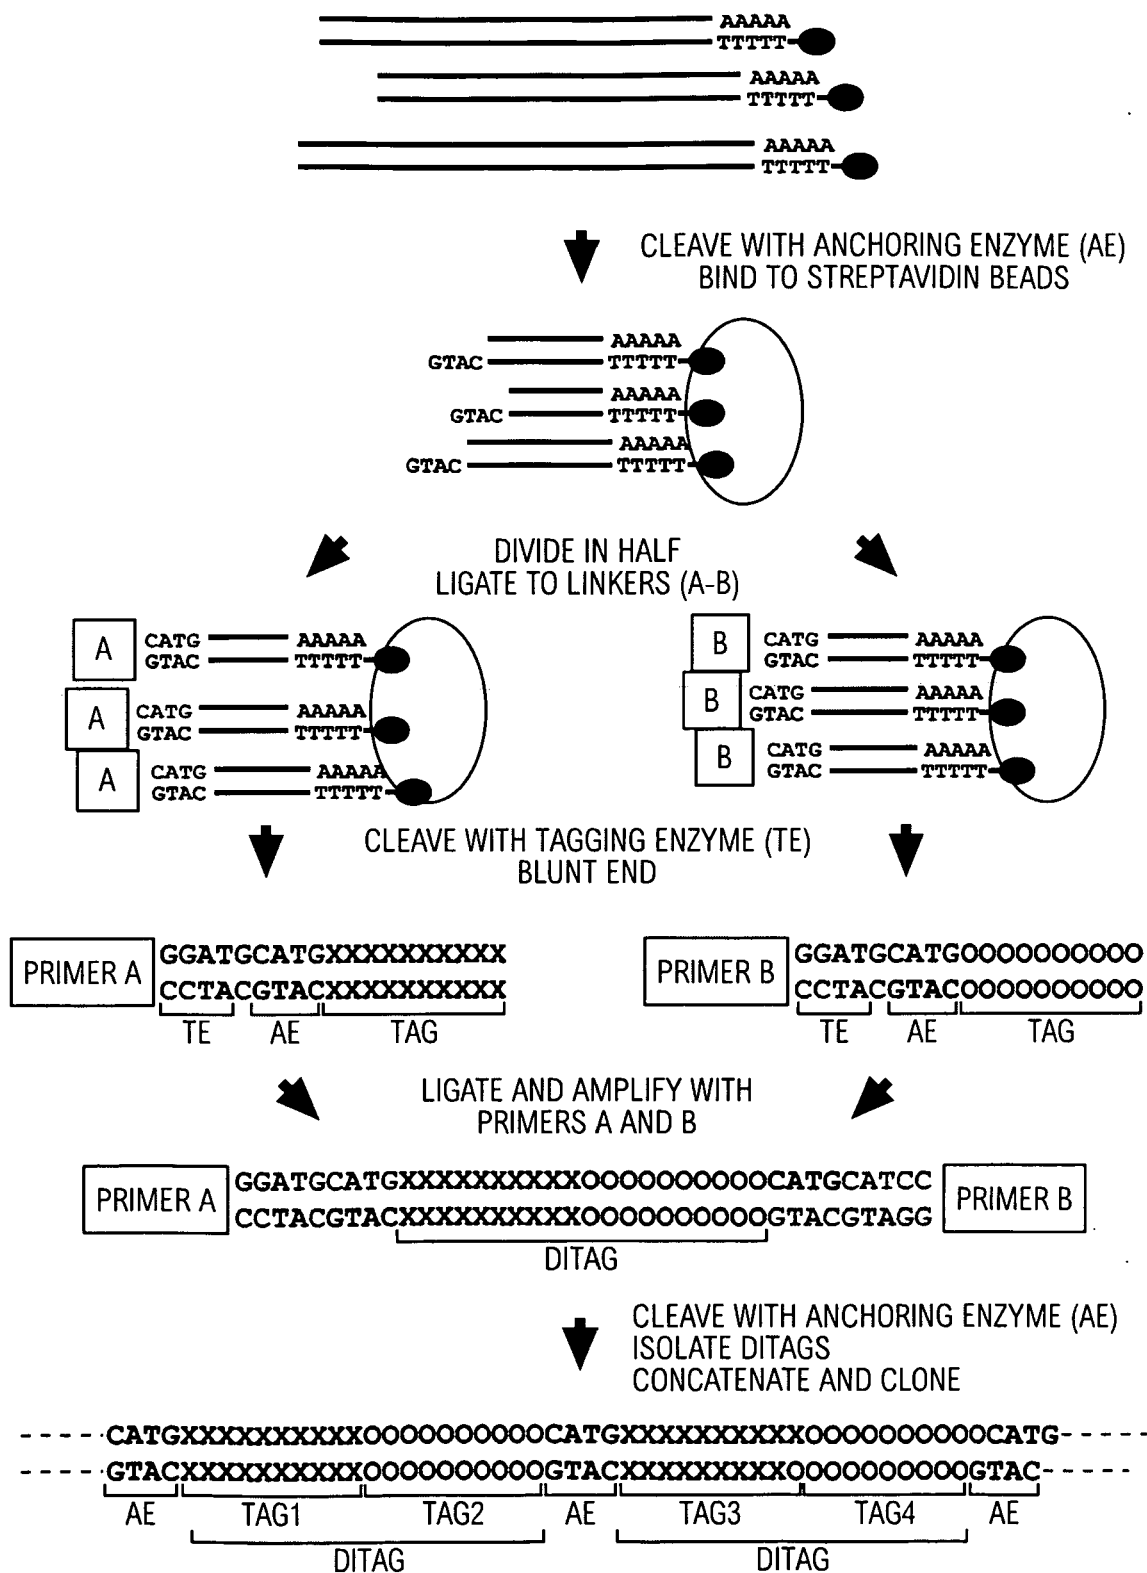 AAAAA
TTTTT
AAAAA
TTTTT
AAAAA
TTTTT
CLEAVE WITH ANCHORING ENZYME (AE)
BIND TO STREPTAVIDIN BEADS
AAAAA
GTAC TTTTT
AAAAA
GTAC TTTTT
AAAAA
GTAC TTTTT
DIVIDE IN HALF
LIGATE TO LINKERS (A-B)
A CATG AAAAA
GTAC TTTTT
A CATG AAAAA
GTAC TTTTT
A CATG AAAAA
GTAC TTTTT
B CATG AAAAA
GTAC TTTTT
B CATG AAAAA
GTAC TTTTT
B CATG AAAAA
GTAC TTTTT
CLEAVE WITH TAGGING ENZYME (TE)
BLUNT END
PRIMER A
GGATGCATGXXXXXXXXXX
CCTACGTACXXXXXXXXXX
TE AE TAG
PRIMER B
GGATGCATGOOOOOOOOOO
CCTACGTACOOOOOOOOOO
TE AE TAG
LIGATE AND AMPLIFY WITH
PRIMERS A AND B
PRIMER A
GGATGCATGXXXXXXXXXXOOOOOOOOOOCATGCATCC
CCTACGTACXXXXXXXXXXOOOOOOOOOOGTACGTAGG
PRIMER B
DITAG
CLEAVE WITH ANCHORING ENZYME (AE)
ISOLATE DITAGS
CONCATENATE AND CLONE
-----CATGXXXXXXXXXXOOOOOOOOOOCATGXXXXXXXXXXOOOOOOOOOOCATG-----
-----GTACXXXXXXXXXXOOOOOOOOOOGTACXXXXXXXXXOOOOOOOOOOGTAC-----
AE TAG1 TAG2 AE TAG3 TAG4 AE
DITAG DITAG